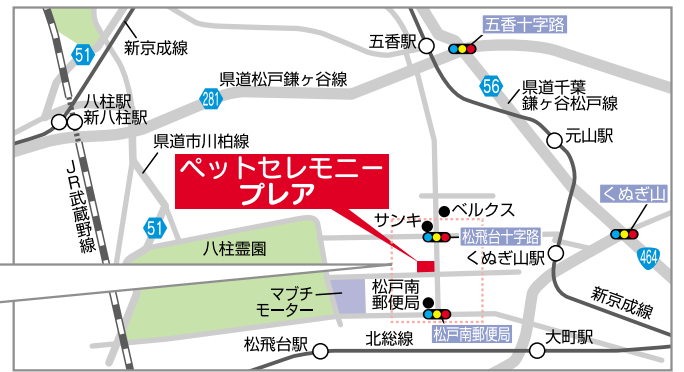 五香十字路
五香駅
新京成線
51
県道松戸鎌ヶ谷線
281
56
県道千葉
鎌ヶ谷松戸線
八柱駅
新八柱駅
元山駅
県道市川柏線
ペットセレモニー
プレア
JR武蔵野線
くぬぎ山
ベルクス
サンキ
51
松飛台十字路
八柱霊園
くぬぎ山駅
464
マブチ
モーター
松戸南
郵便局
新京成線
松戸南郵便局
北総線
大町駅
松飛台駅